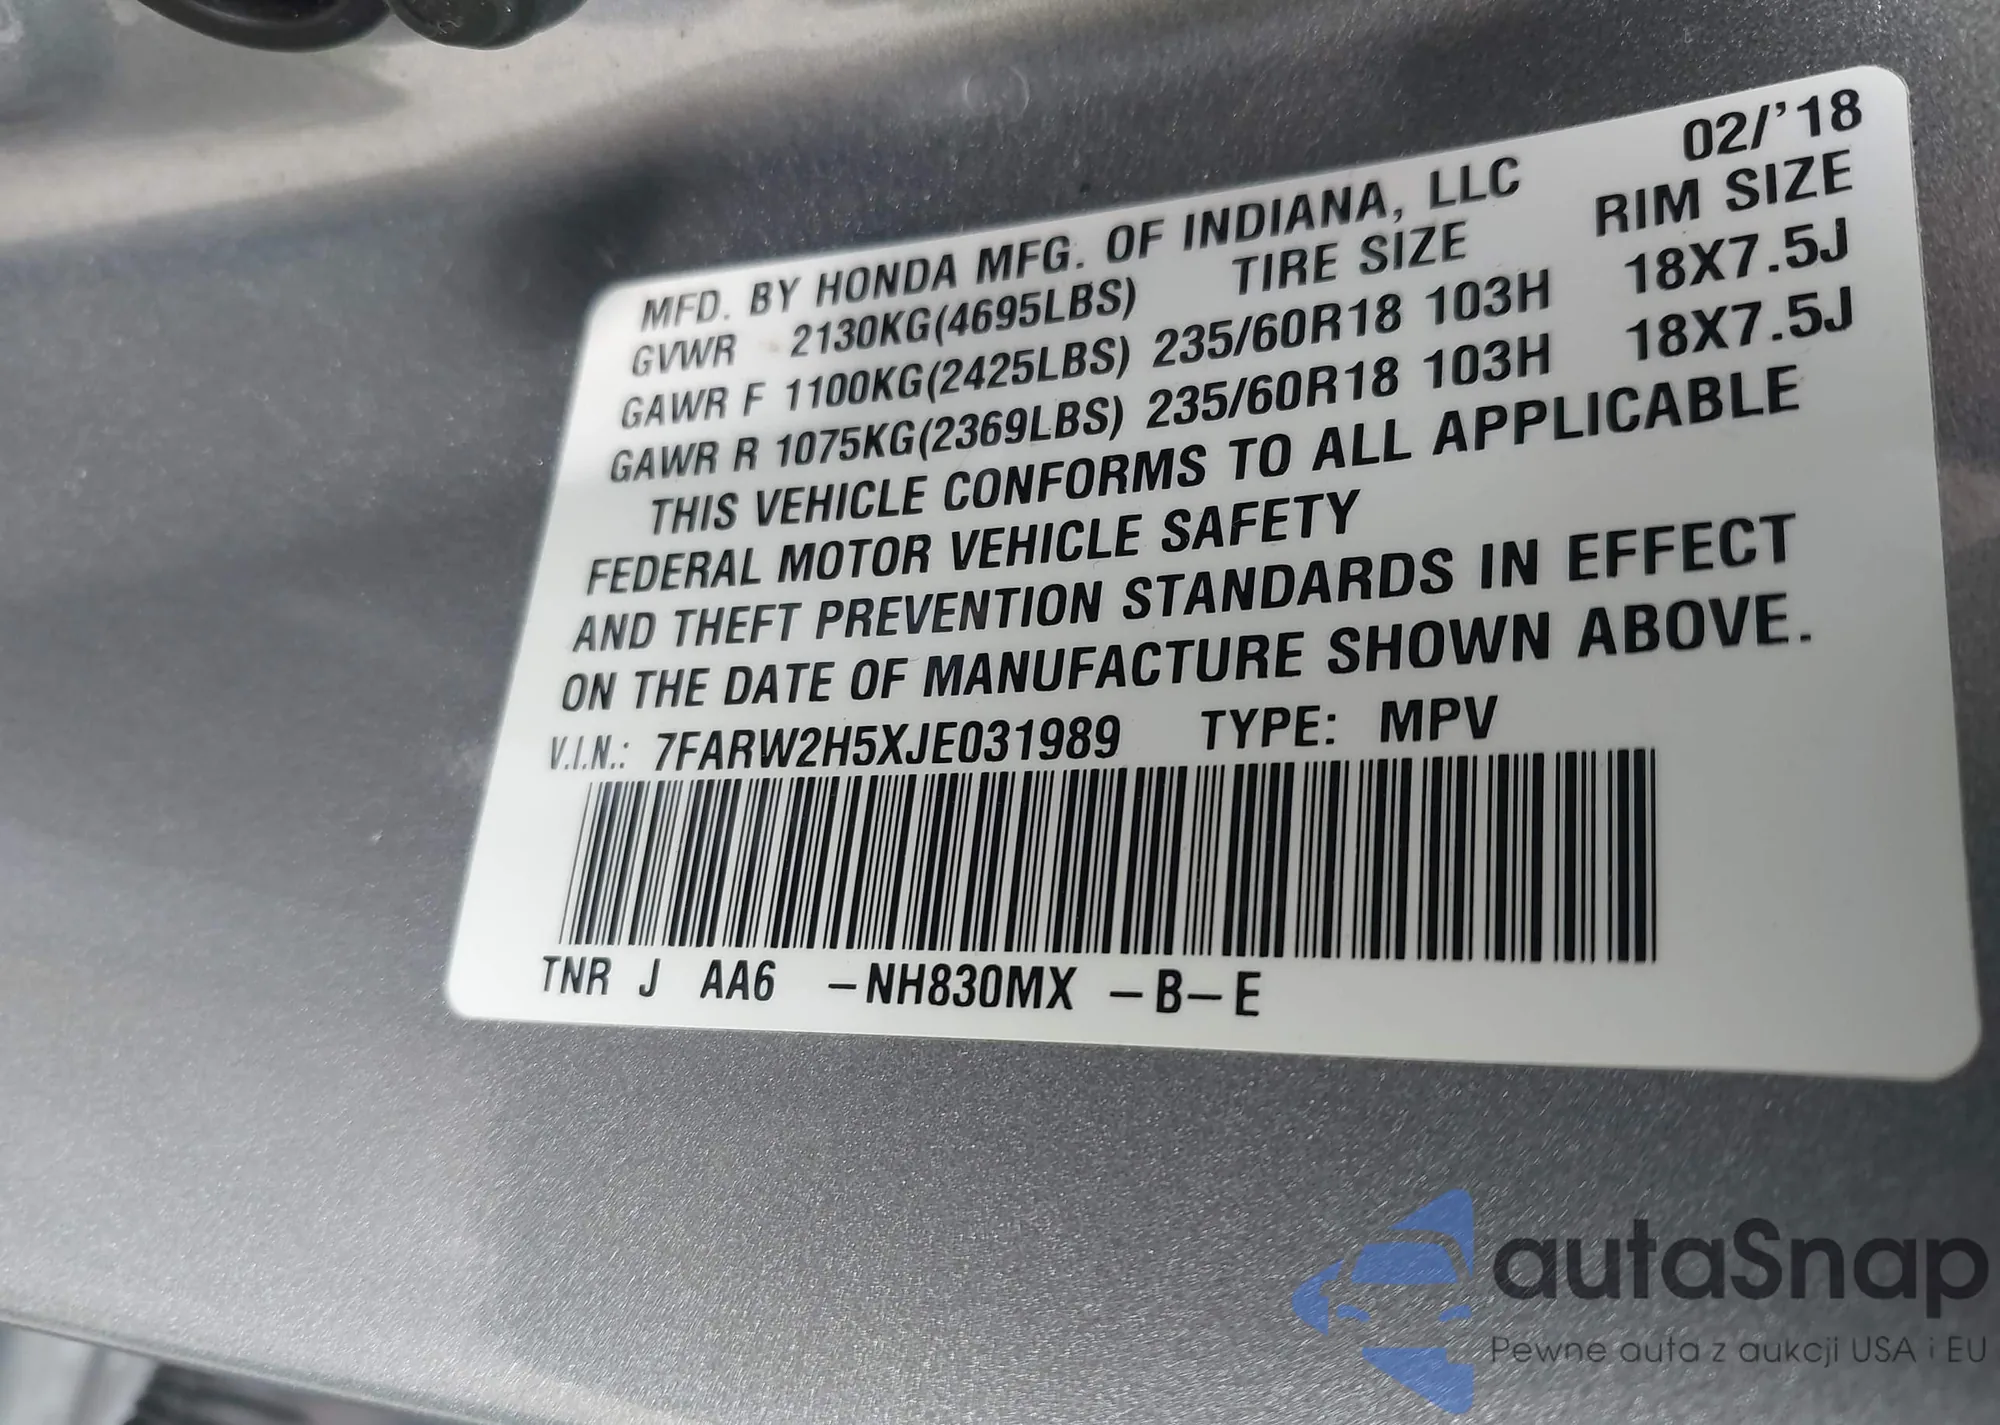 02/'18
MFD. BY HONDA MFG. OF INDIANA, LLC
GVWR 2130KG(4695LBS) TIRE SIZE RIM SIZE
GAWR F 1100KG(2425LBS) 235/60R18 103H 18X7.5J
GAWR R 1075KG(2369LBS) 235/60R18 103H 18X7.5J
THIS VEHICLE CONFORMS TO ALL APPLICABLE
FEDERAL MOTOR VEHICLE SAFETY
AND THEFT PREVENTION STANDARDS IN EFFECT
ON THE DATE OF MANUFACTURE SHOWN ABOVE.
V.I.N.: 7FARW2H5XJE031989 TYPE: MPV
TNR J AA6 -NH830MX -B-E
autaSnap
Pewne auta z aukcji USA i EU